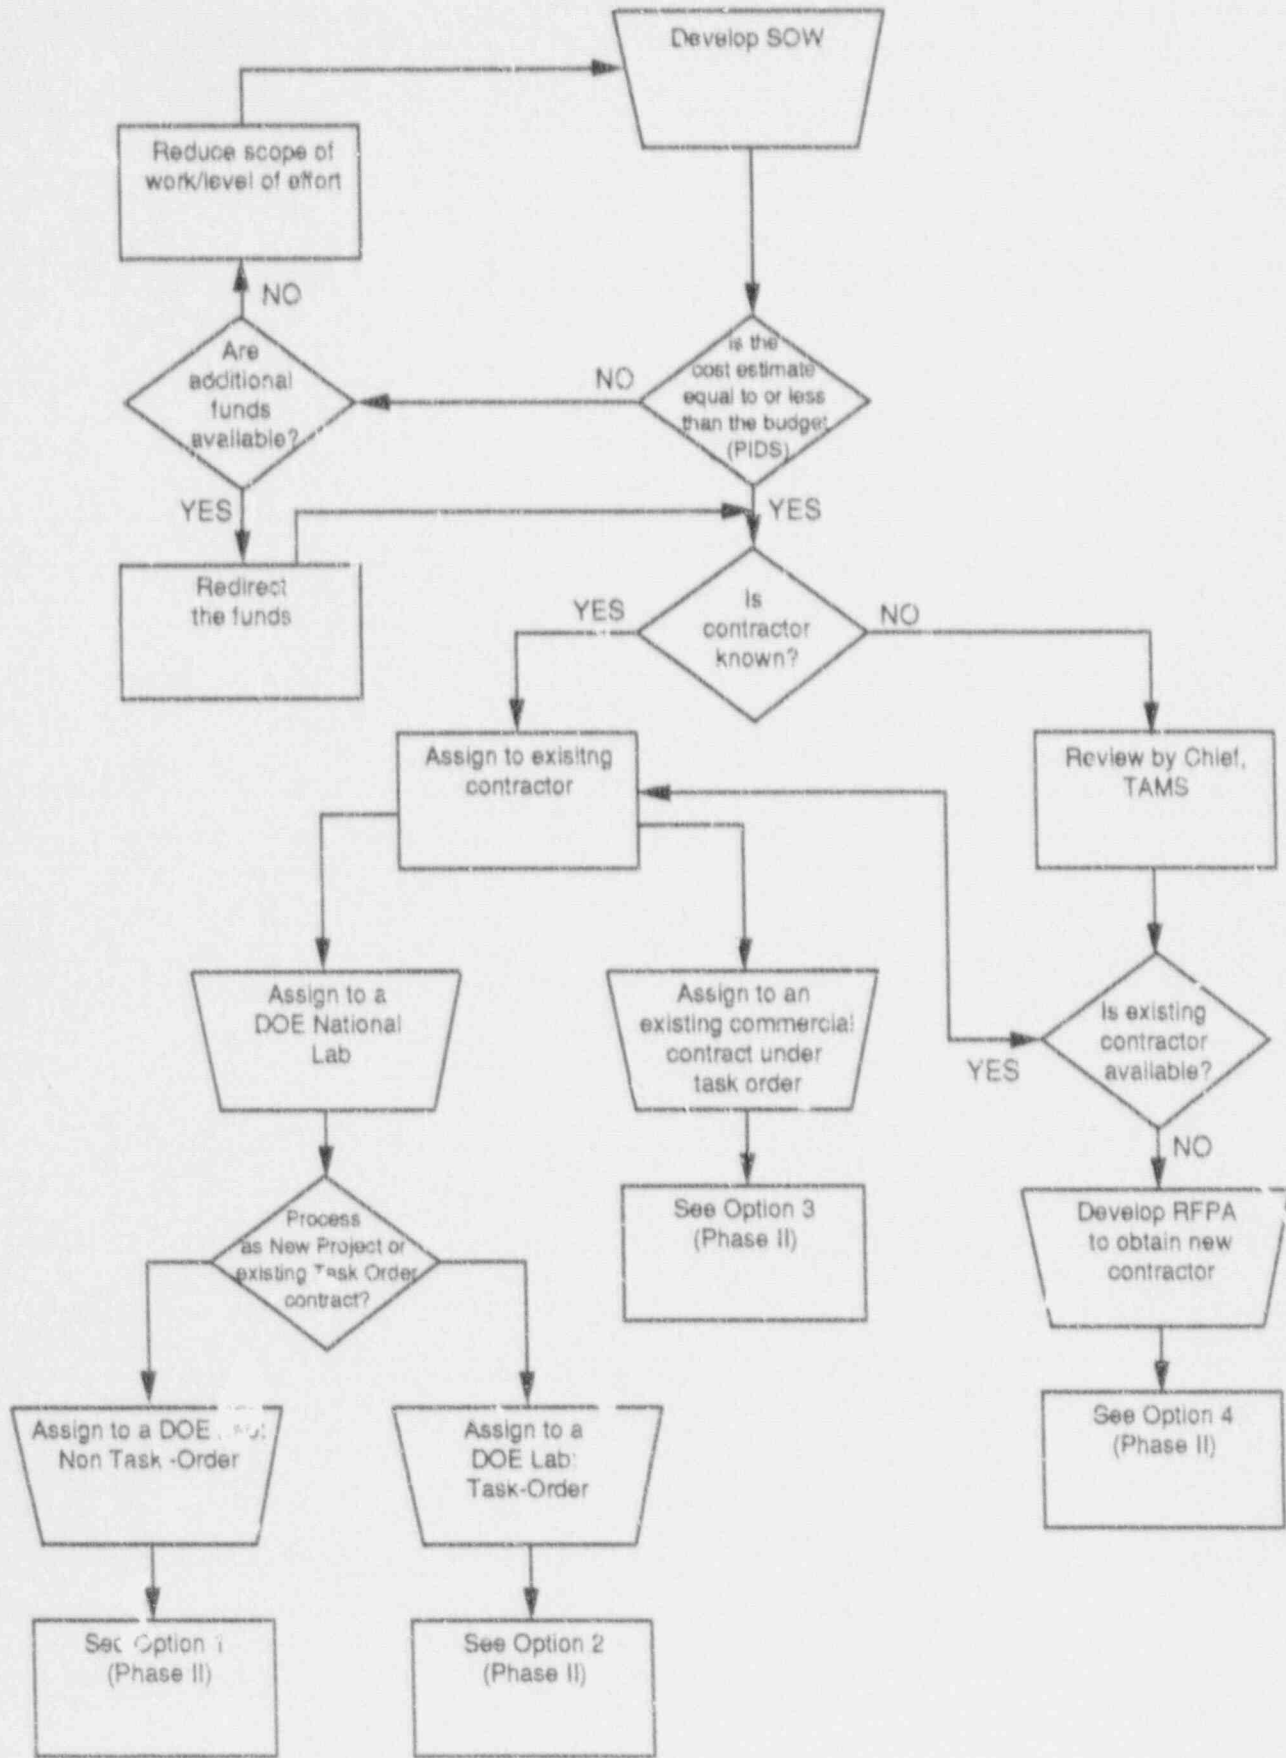 Develop SOW
Reduce scope of
work/level of effort
NO
Are
additional
funds
available?
NO
Is the
cost estimate
equal to or less
than the budget
(PIDS)
YES
YES
Redirect
the funds
YES
Is
contractor
known?
NO
Assign to exisitng
contractor
Review by Chief,
TAMS
Assign to a
DOE National
Lab
Assign to an
existing commercial
contract under
task order
YES
Is existing
contractor
available?
NO
Process
as New Project or
existing Task Order
contract?
See Option 3
(Phase II)
Develop RFPA
to obtain new
contractor
Assign to a DOE
Non Task -Order
Assign to a
DOE Lab:
Task-Order
See Option 4
(Phase II)
See Option 1
(Phase II)
See Option 2
(Phase II)